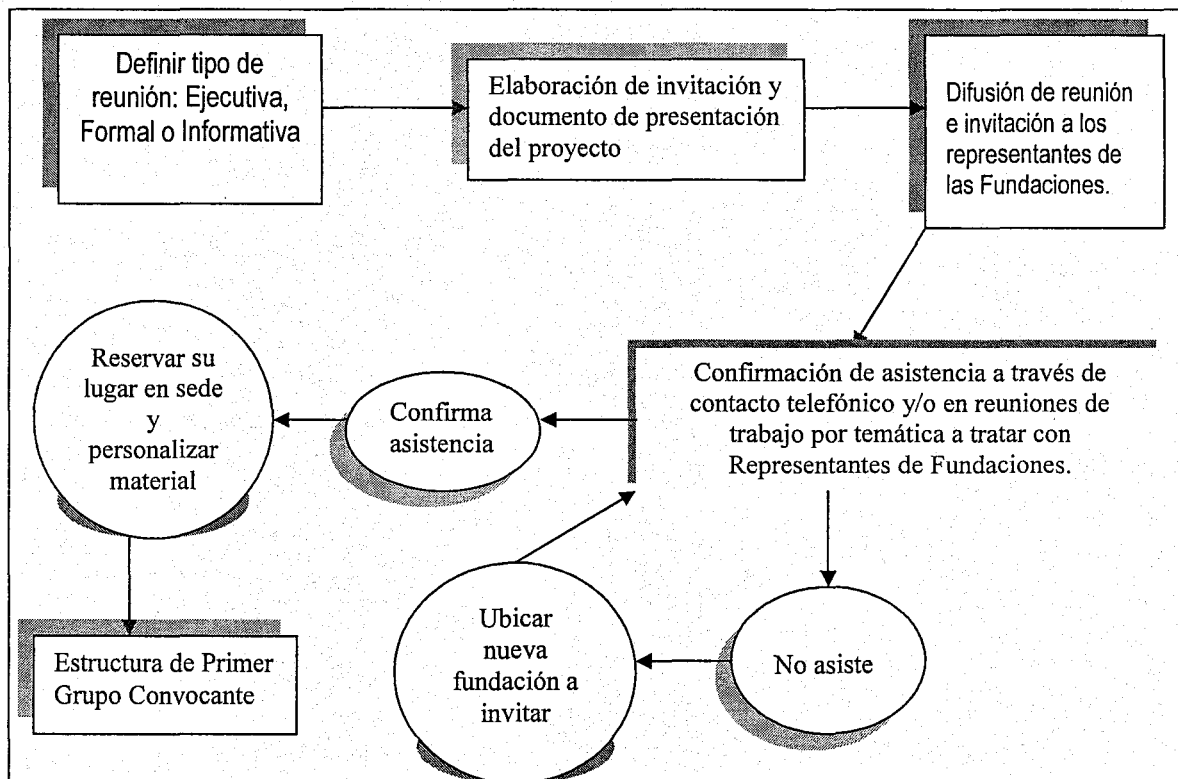 Definir tipo de
reunión: Ejecutiva,
Formal o Informativa
Elaboración de invitación y
documento de presentación
del proyecto
Difusión de reunión
e invitación a los
representantes de
las Fundaciones.
Confirmación de asistencia a través de
contacto telefónico y/o en reuniones de
trabajo por temática a tratar con
Representantes de Fundaciones.
Confirma
asistencia
Reservar su
lugar en sede
y
personalizar
material
Estructura de Primer
Grupo Convocante
No asiste
Ubicar
nueva
fundación a
invitar